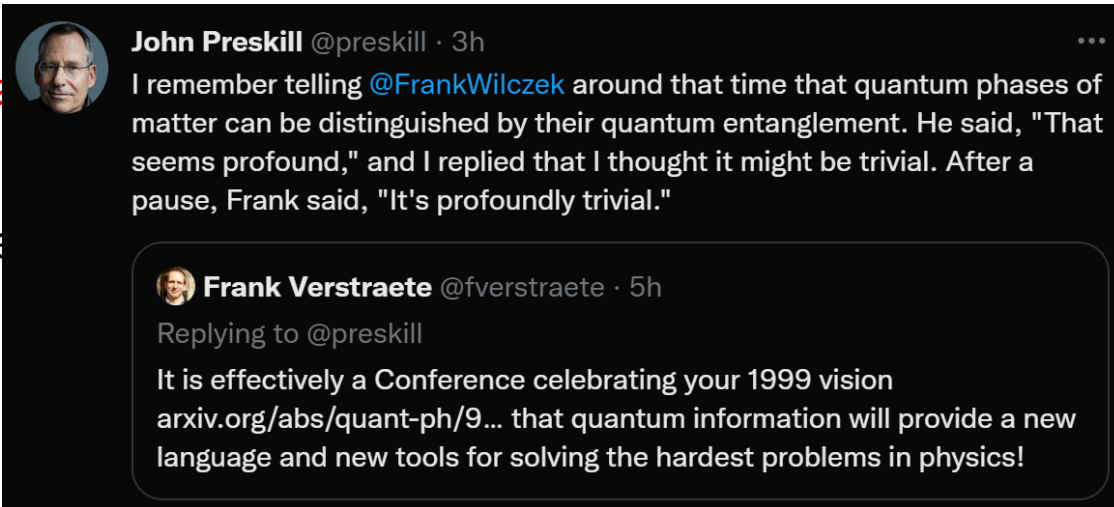 John Preskill @preskill · 3h
I remember telling @FrankWilczek around that time that quantum phases of
matter can be distinguished by their quantum entanglement. He said, "That
seems profound," and I replied that I thought it might be trivial. After a
pause, Frank said, "It's profoundly trivial."
Frank Verstraete @fverstraete · 5h
Replying to @preskill
It is effectively a Conference celebrating your 1999 vision
arxiv.org/abs/quant-ph/9... that quantum information will provide a new
language and new tools for solving the hardest problems in physics!